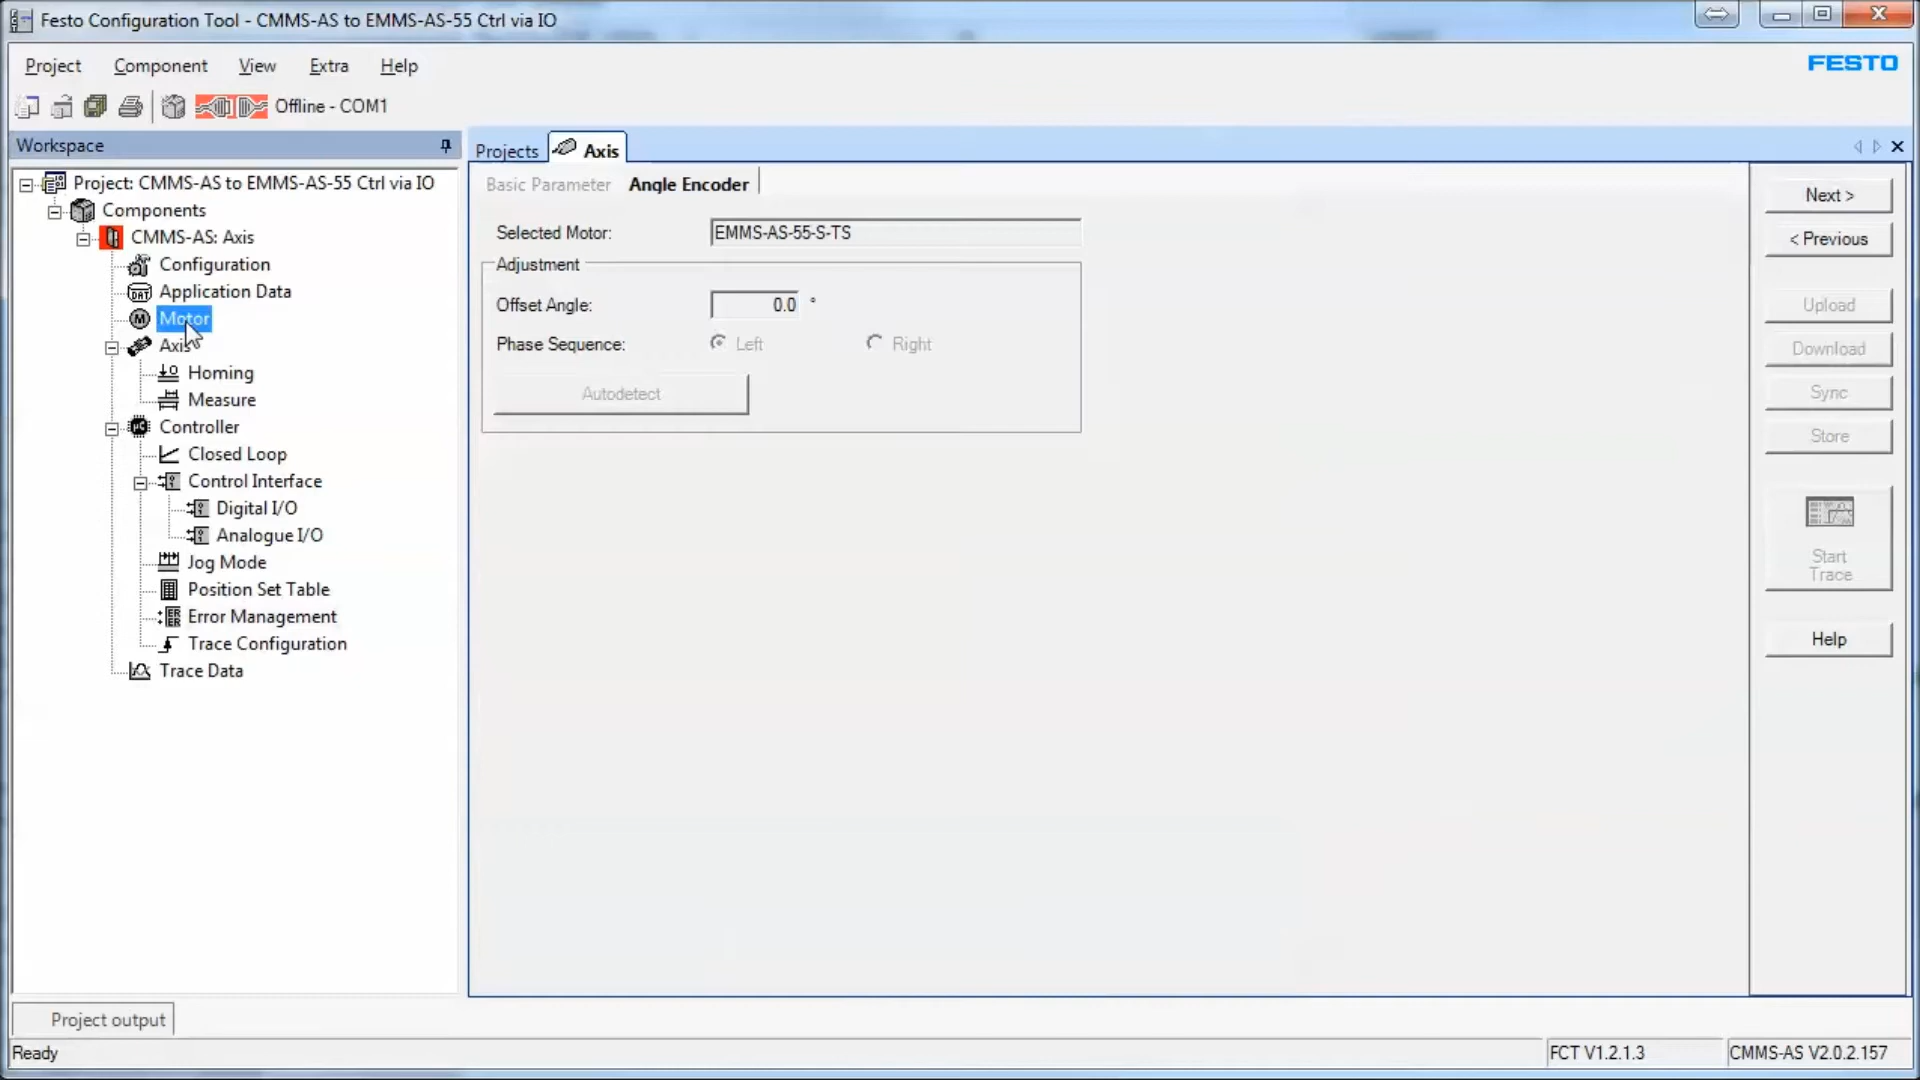 Festo Configuration Tool - CMMS-AS to EMMS-AS-55 Ctrl via IO
Project Component View Extra Help
FESTO
Offline - COM1
Workspace
Projects Axis
Project: CMMS-AS to EMMS-AS-55 Ctrl via IO
Components
CMMS-AS: Axis
Configuration
Application Data
Motor
Axis
Homing
Measure
Controller
Closed Loop
Control Interface
Digital I/O
Analogue I/O
Jog Mode
Position Set Table
Error Management
Trace Configuration
Trace Data
Basic Parameter Angle Encoder
Selected Motor: EMMS-AS-55-S-TS
Adjustment
Offset Angle: 0.0 °
Phase Sequence: Left Right
Autodetect
Next >
< Previous
Upload
Download
Sync
Store
Start
Trace
Help
Project output
Ready
FCT V1.2.1.3
CMMS-AS V2.0.2.157